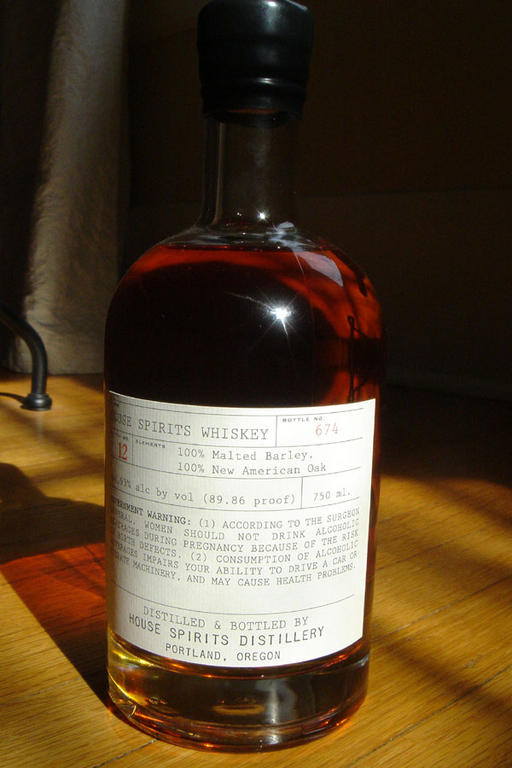 SPIRITS WHISKEY
BOTTLE NO.
674
12
ELEMENTS
100% Malted Barley.
100% New American Oak
alc by vol (89.86 proof)
750 ml.
WARNING: (1) ACCORDING TO THE SURGEON
WOMEN SHOULD NOT DRINK ALCOHOLIC
DURING PREGNANCY BECAUSE OF THE RISK
BIRTH DEFECTS. (2) CONSUMPTION OF ALCOHOLIC
IMPAIRS YOUR ABILITY TO DRIVE A CAR OR
MACHINERY, AND MAY CAUSE HEALTH PROBLEMS.
DISTILLED & BOTTLED BY
HOUSE SPIRITS DISTILLERY
PORTLAND, OREGON